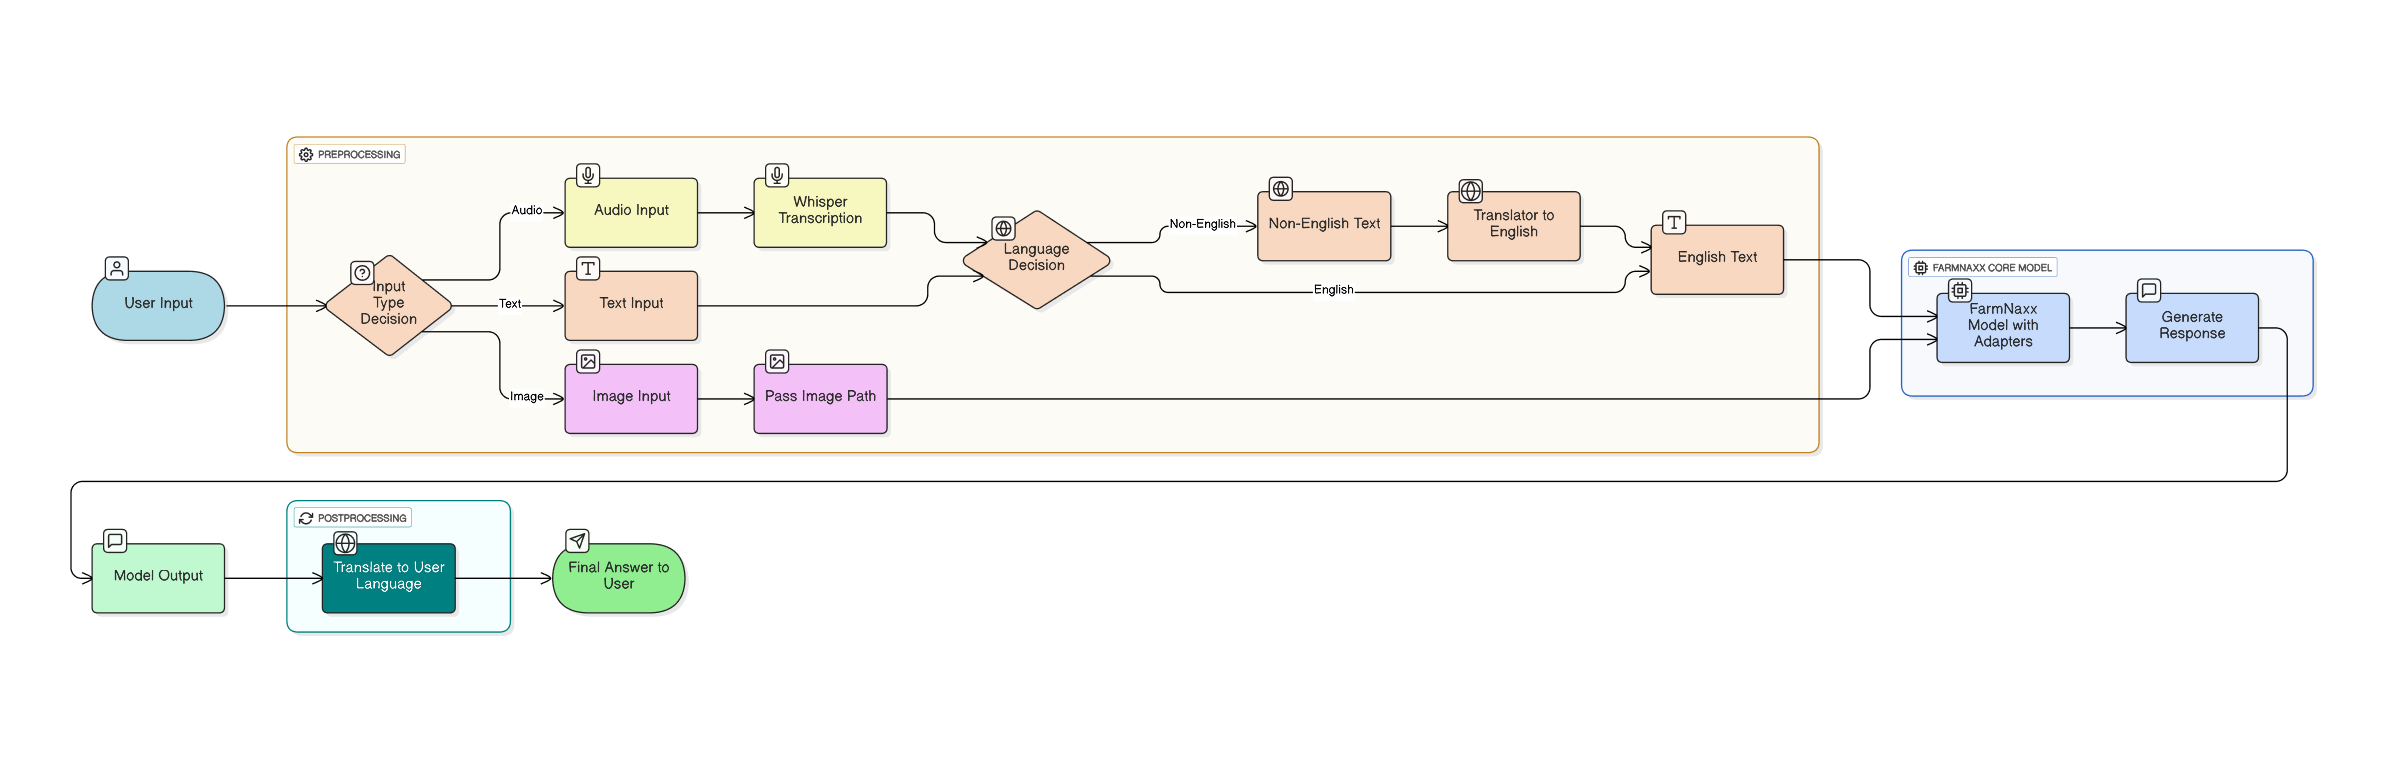 PREPROCESSING
Audio Input
Whisper
Transcription
Audio
Non-English
Non-English Text
Translator to
English
Language
Decision
English Text
User Input
Input
Type
Decision
Text
Text Input
English
FARMNAXX CORE MODEL
FarmNaxx
Model with
Adapters
Generate
Response
Image
Image Input
Pass Image Path
POSTPROCESSING
Model Output
Translate to User
Language
Final Answer to
User